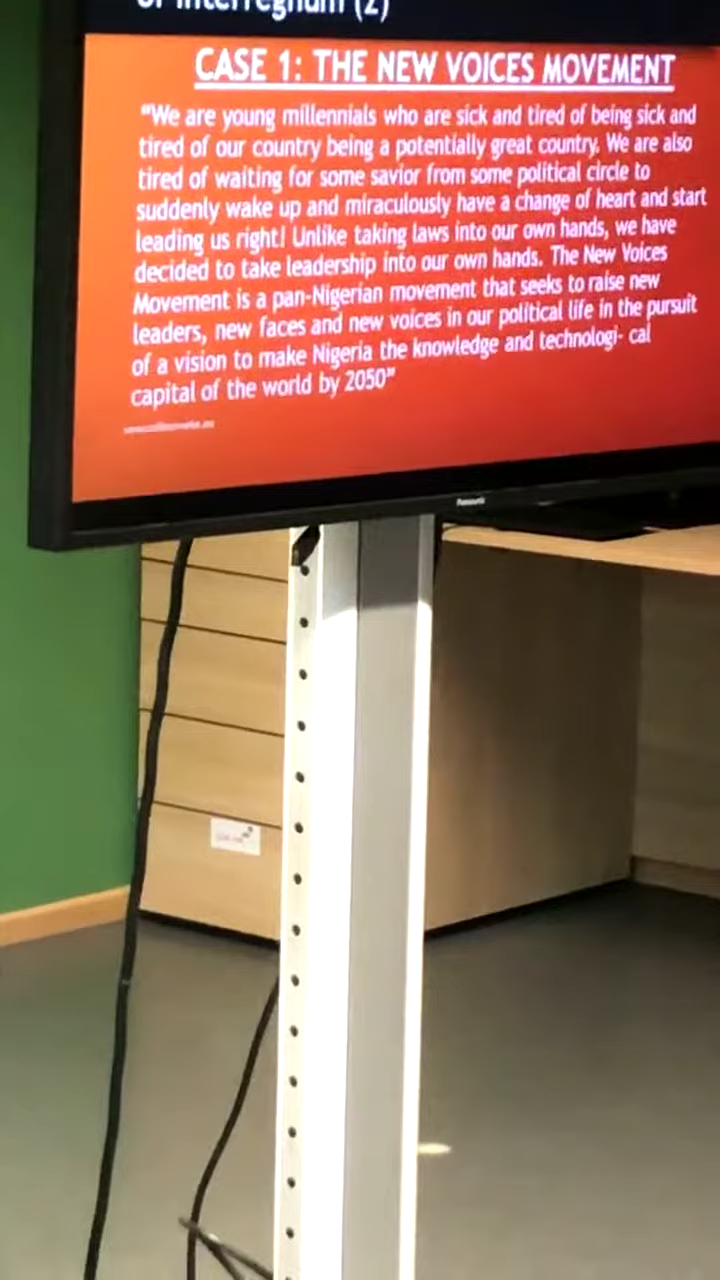 of Interregnum (2)
CASE 1: THE NEW VOICES MOVEMENT
"We are young millennials who are sick and tired of being sick and
tired of our country being a potentially great country. We are also
tired of waiting for some savior from some political circle to
suddenly wake up and miraculously have a change of heart and start
leading us right! Unlike taking laws into our own hands, we have
decided to take leadership into our own hands. The New Voices
Movement is a pan-Nigerian movement that seeks to raise new
leaders, new faces and new voices in our political life in the pursuit
of a vision to make Nigeria the knowledge and technologi- cal
capital of the world by 2050"
Panasonic